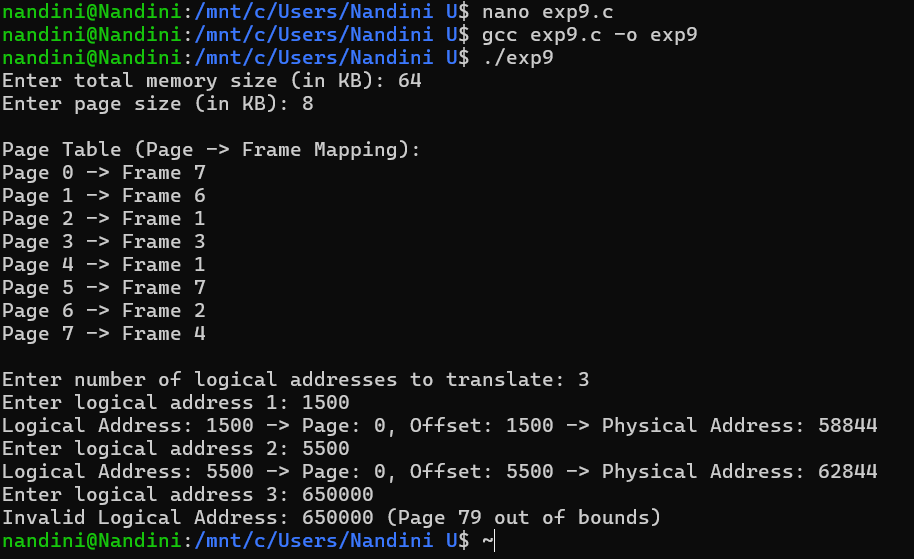 nandini@Nandini:/mnt/c/Users/Nandini U$ nano exp9.c
nandini@Nandini:/mnt/c/Users/Nandini U$ gcc exp9.c -o exp9
nandini@Nandini:/mnt/c/Users/Nandini U$ ./exp9
Enter total memory size (in KB): 64
Enter page size (in KB): 8
Page Table (Page -> Frame Mapping):
Page 0 -> Frame 7
Page 1 -> Frame 6
Page 2 -> Frame 1
Page 3 -> Frame 3
Page 4 -> Frame 1
Page 5 -> Frame 7
Page 6 -> Frame 2
Page 7 -> Frame 4
Enter number of logical addresses to translate: 3
Enter logical address 1: 1500
Logical Address: 1500 -> Page: 0, Offset: 1500 -> Physical Address: 58844
Enter logical address 2: 5500
Logical Address: 5500 -> Page: 0, Offset: 5500 -> Physical Address: 62844
Enter logical address 3: 650000
Invalid Logical Address: 650000 (Page 79 out of bounds)
nandini@Nandini:/mnt/c/Users/Nandini U$ ~